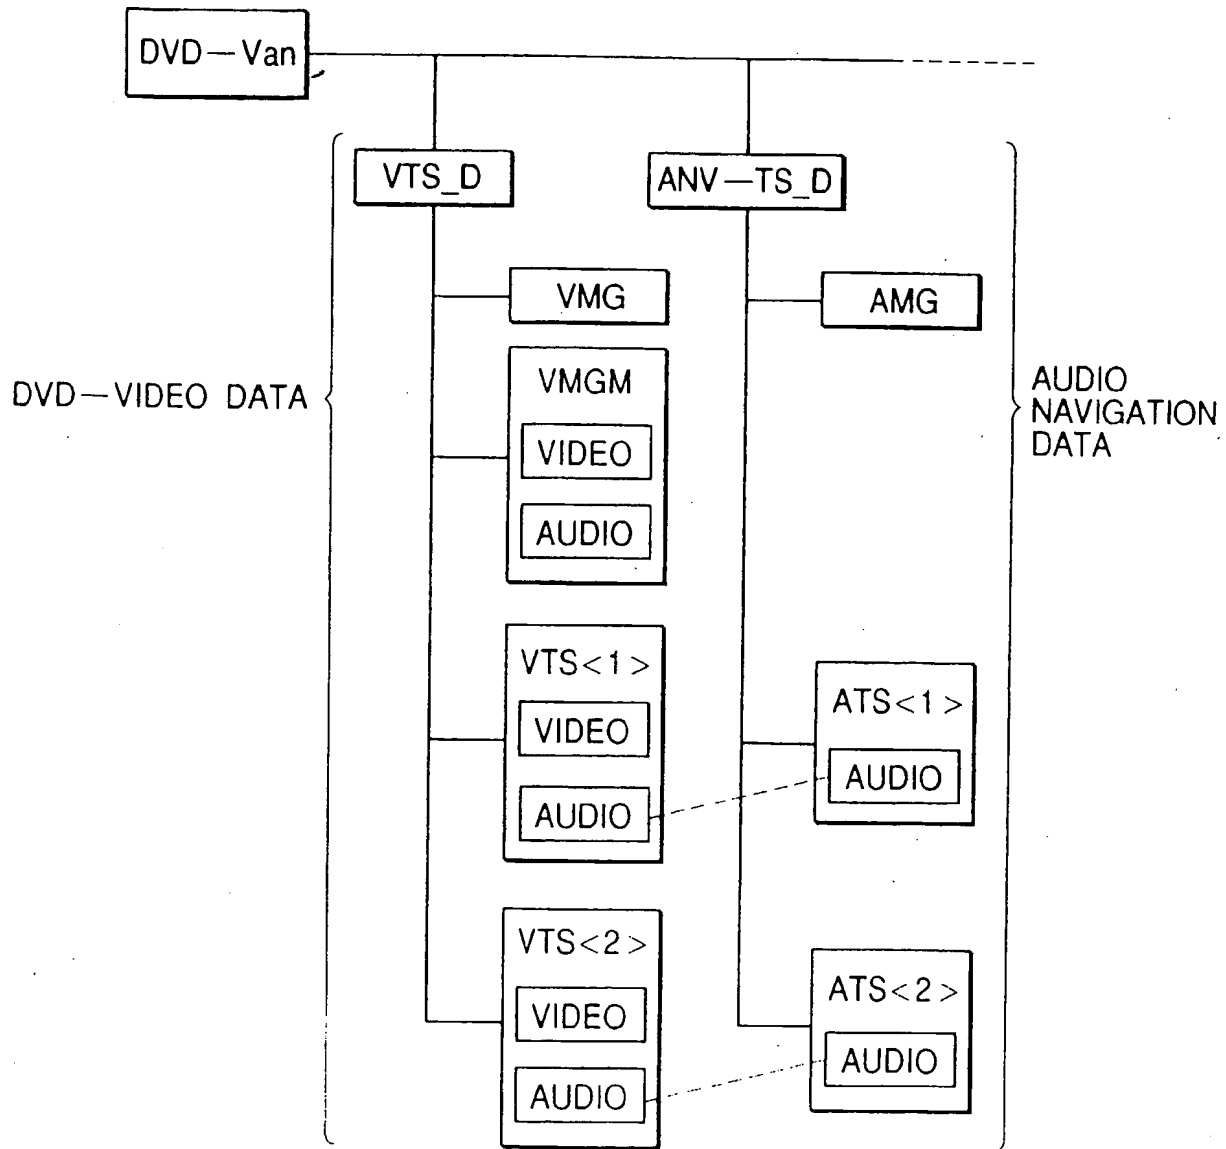 DVD—Van
VTS_D
ANV—TS_D
VMG
AMG
VMGM
VIDEO
AUDIO
DVD—VIDEO DATA
AUDIO
NAVIGATION
DATA
VTS<1>
VIDEO
AUDIO
ATS<1>
AUDIO
VTS<2>
VIDEO
AUDIO
ATS<2>
AUDIO